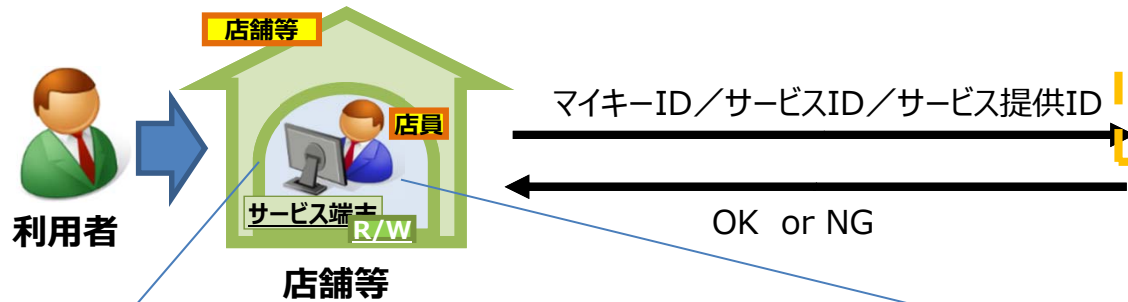 店舗等
店員
サービス端末
R/W
利用者
店舗等
マイキーID／サービスID／サービス提供ID
OK or NG